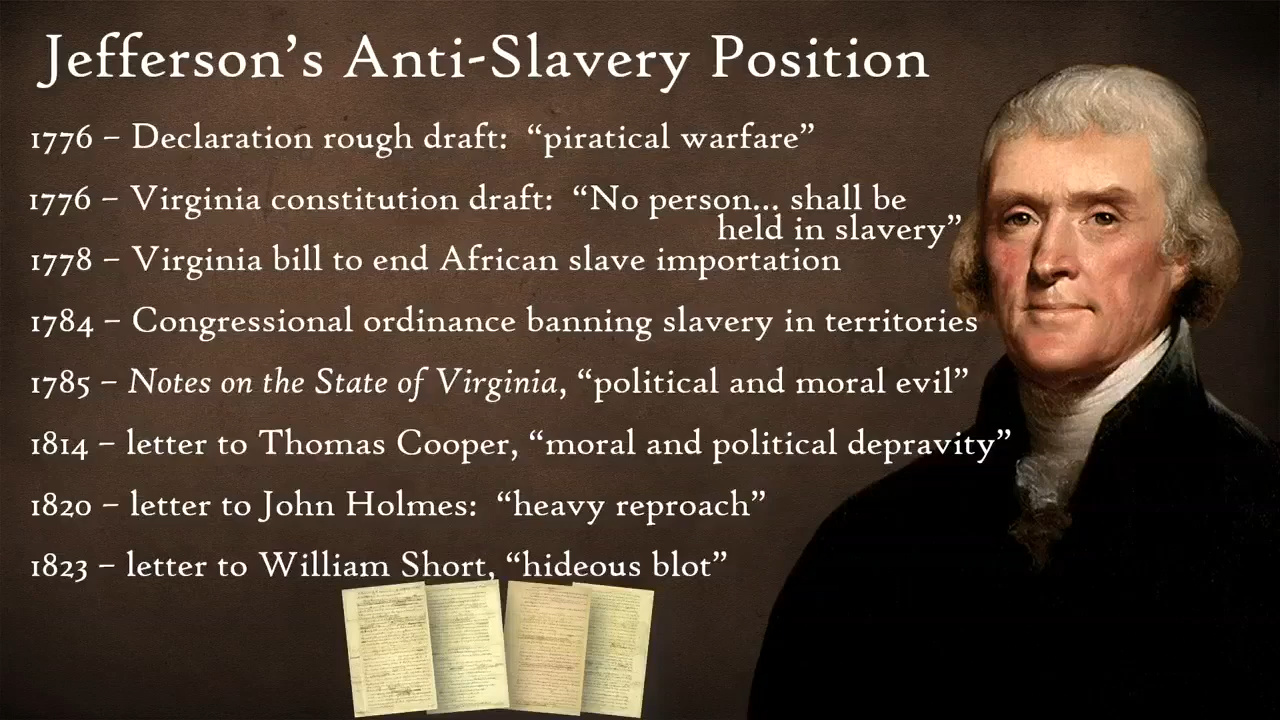 Jefferson's Anti-Slavery Position
1776 – Declaration rough draft:  “piratical warfare”
1776 – Virginia constitution draft:  “No person... shall be
held in slavery”
1778 – Virginia bill to end African slave importation
1784 – Congressional ordinance banning slavery in territories
1785 – Notes on the State of Virginia, “political and moral evil”
1814 – letter to Thomas Cooper, “moral and political depravity”
1820 – letter to John Holmes:  “heavy reproach”
1823 – letter to William Short, “hideous blot”